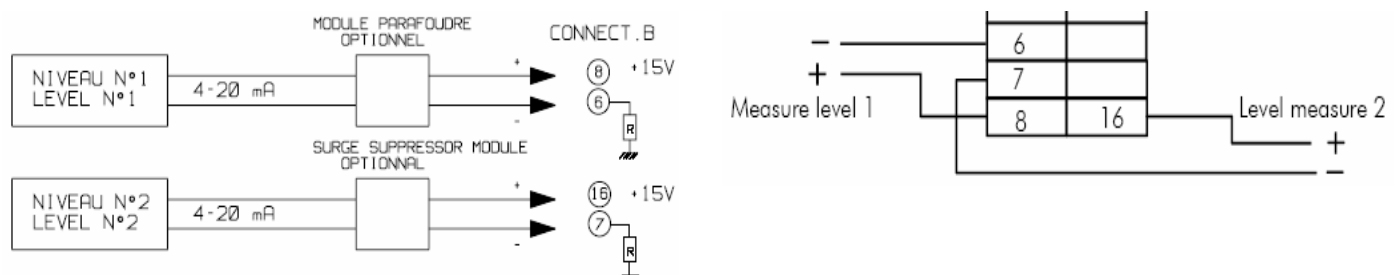 MODULE PARAFOUDRE
OPTIONNEL
CONNECT.B
NIVEAU N°1
LEVEL N°1
4-20 mA
+
-
8
+15V
6
R
SURGE SUPPRESSOR MODULE
OPTIONNAL
NIVEAU N°2
LEVEL N°2
4-20 mA
+
-
16
+15V
7
R
-
6
+
7
Measure level 1
8
16
Level measure 2
+
-